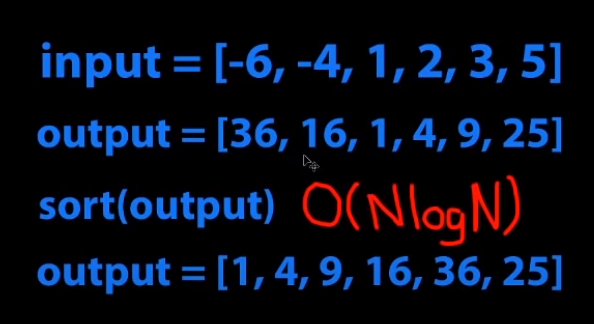 input = [-6, -4, 1, 2, 3, 5]
output = [36, 16, 1, 4, 9, 25]
sort(output) O(NlogN)
output = [1, 4, 9, 16, 36, 25]